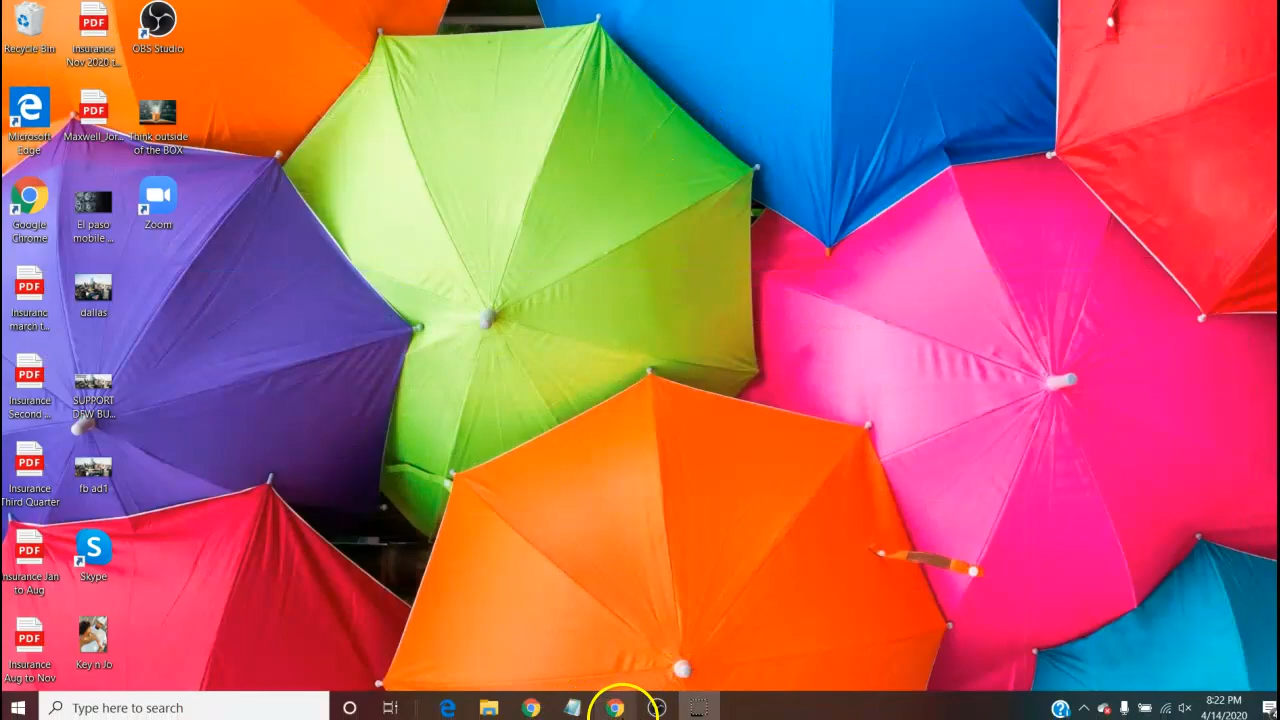 Recycle Bin
PDF
Insurance
Nov 2020 t...
OBS Studio
Microsoft
Edge
PDF
Maxwell_Jor...
Think outside
of the BOX
Google
Chrome
El paso
mobile ...
Zoom
PDF
Insuranc
march t...
dallas
PDF
Insurance
Second ...
SUPPORT
DFW BU...
PDF
Insurance
Third Quarter
fb ad1
PDF
Insurance Jan
to Aug
Skype
PDF
Insurance
Aug to Nov
Key n Jo
Type here to search
8:22 PM
4/14/2020